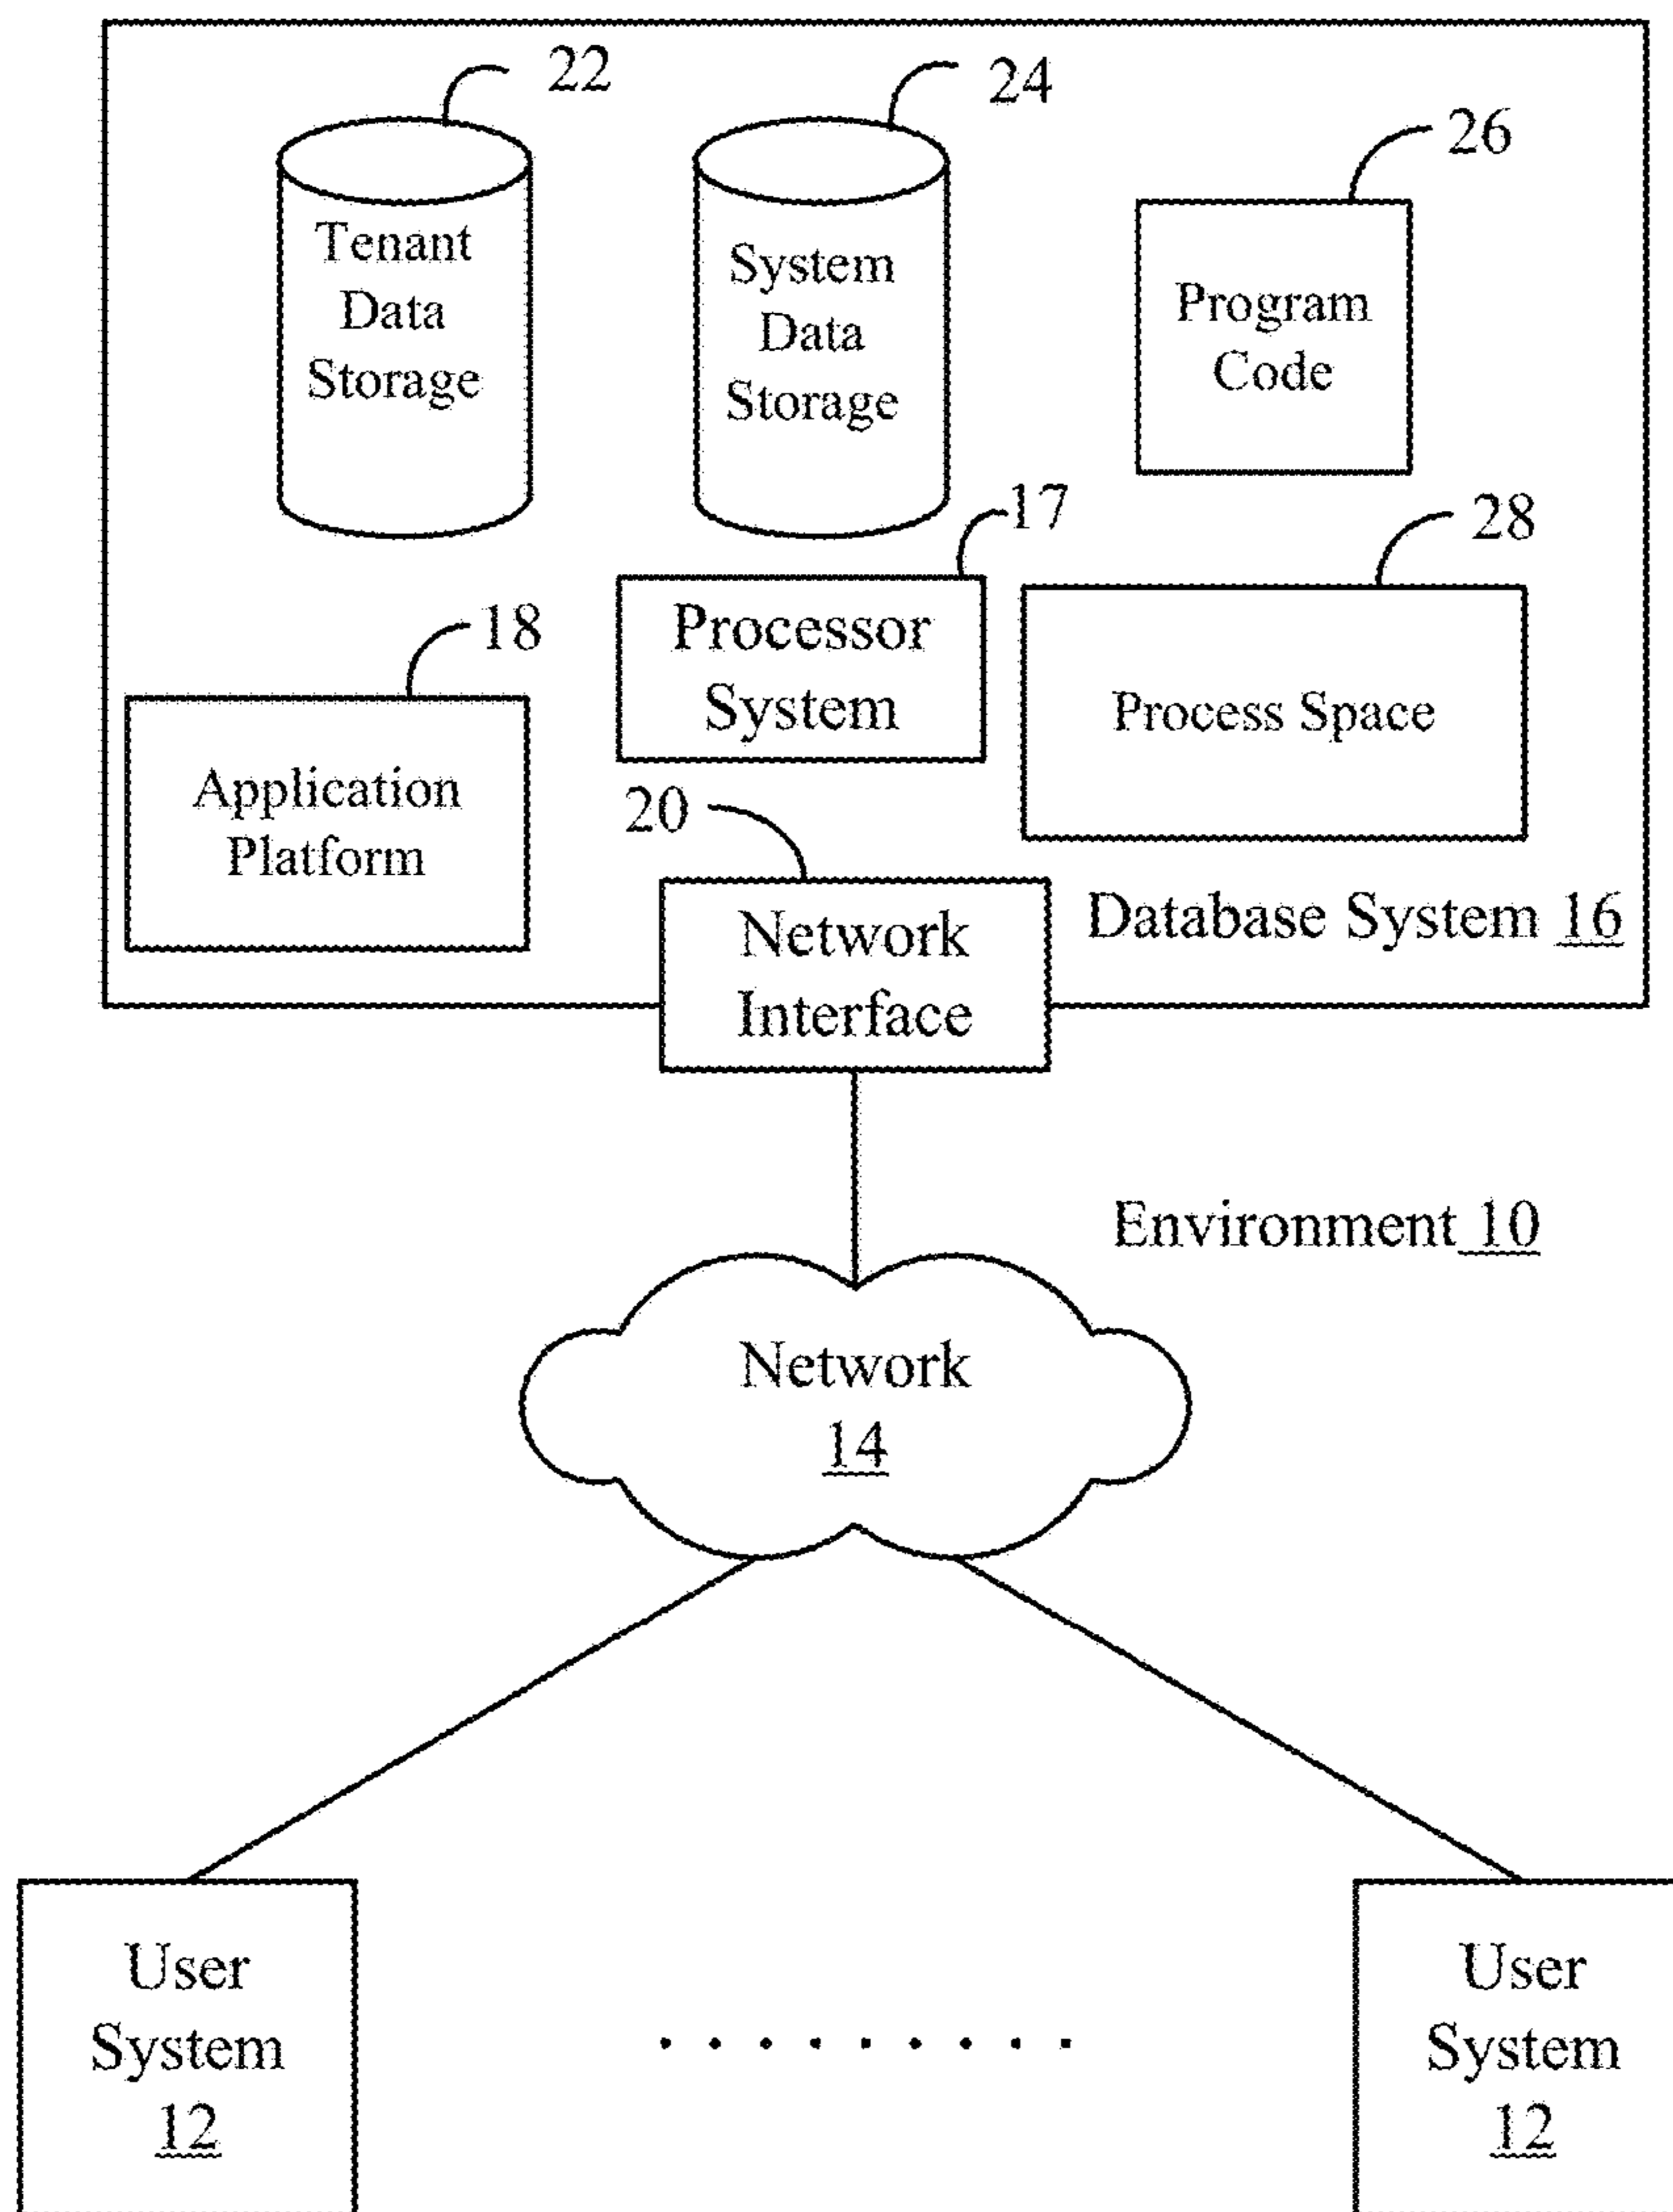 22
24
26
Tenant
Data
Storage
System
Data
Storage
Program
Code
17
28
18
Processor
System
Process Space
Application
Platform
20
Network
Interface
Database System 16
Environment 10
Network
14
User
System
12
. . . . . . . . .
User
System
12